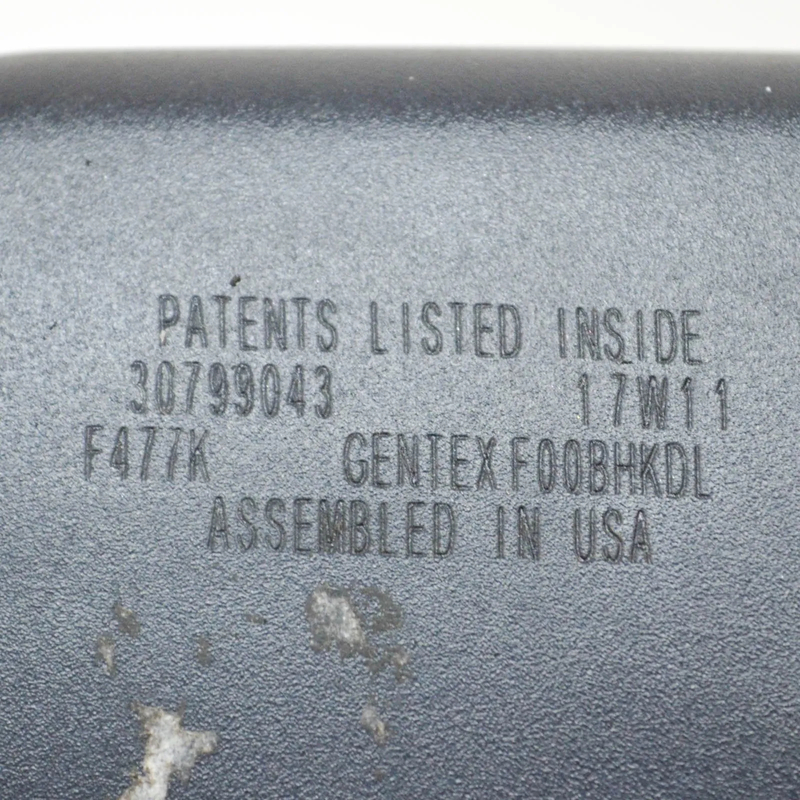 PATENTS LISTED INSIDE
30799043 17W11
F477K GENTEX F00BHKDL
ASSEMBLED IN USA